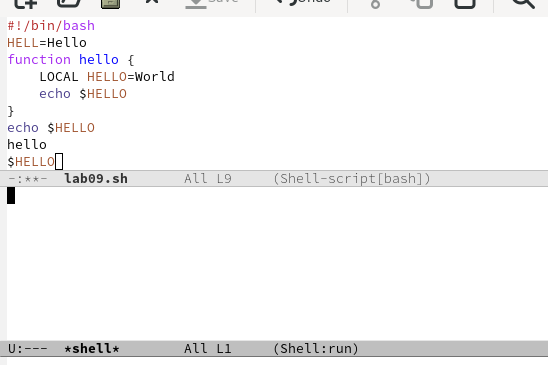 Save Undo
#!/bin/bash
HELL=Hello
function hello {
    LOCAL HELLO=World
    echo $HELLO
}
echo $HELLO
hello
$HELLO
-:**-  lab09.sh       All L9     (Shell-script[bash])
U:---  *shell*        All L1     (Shell:run)